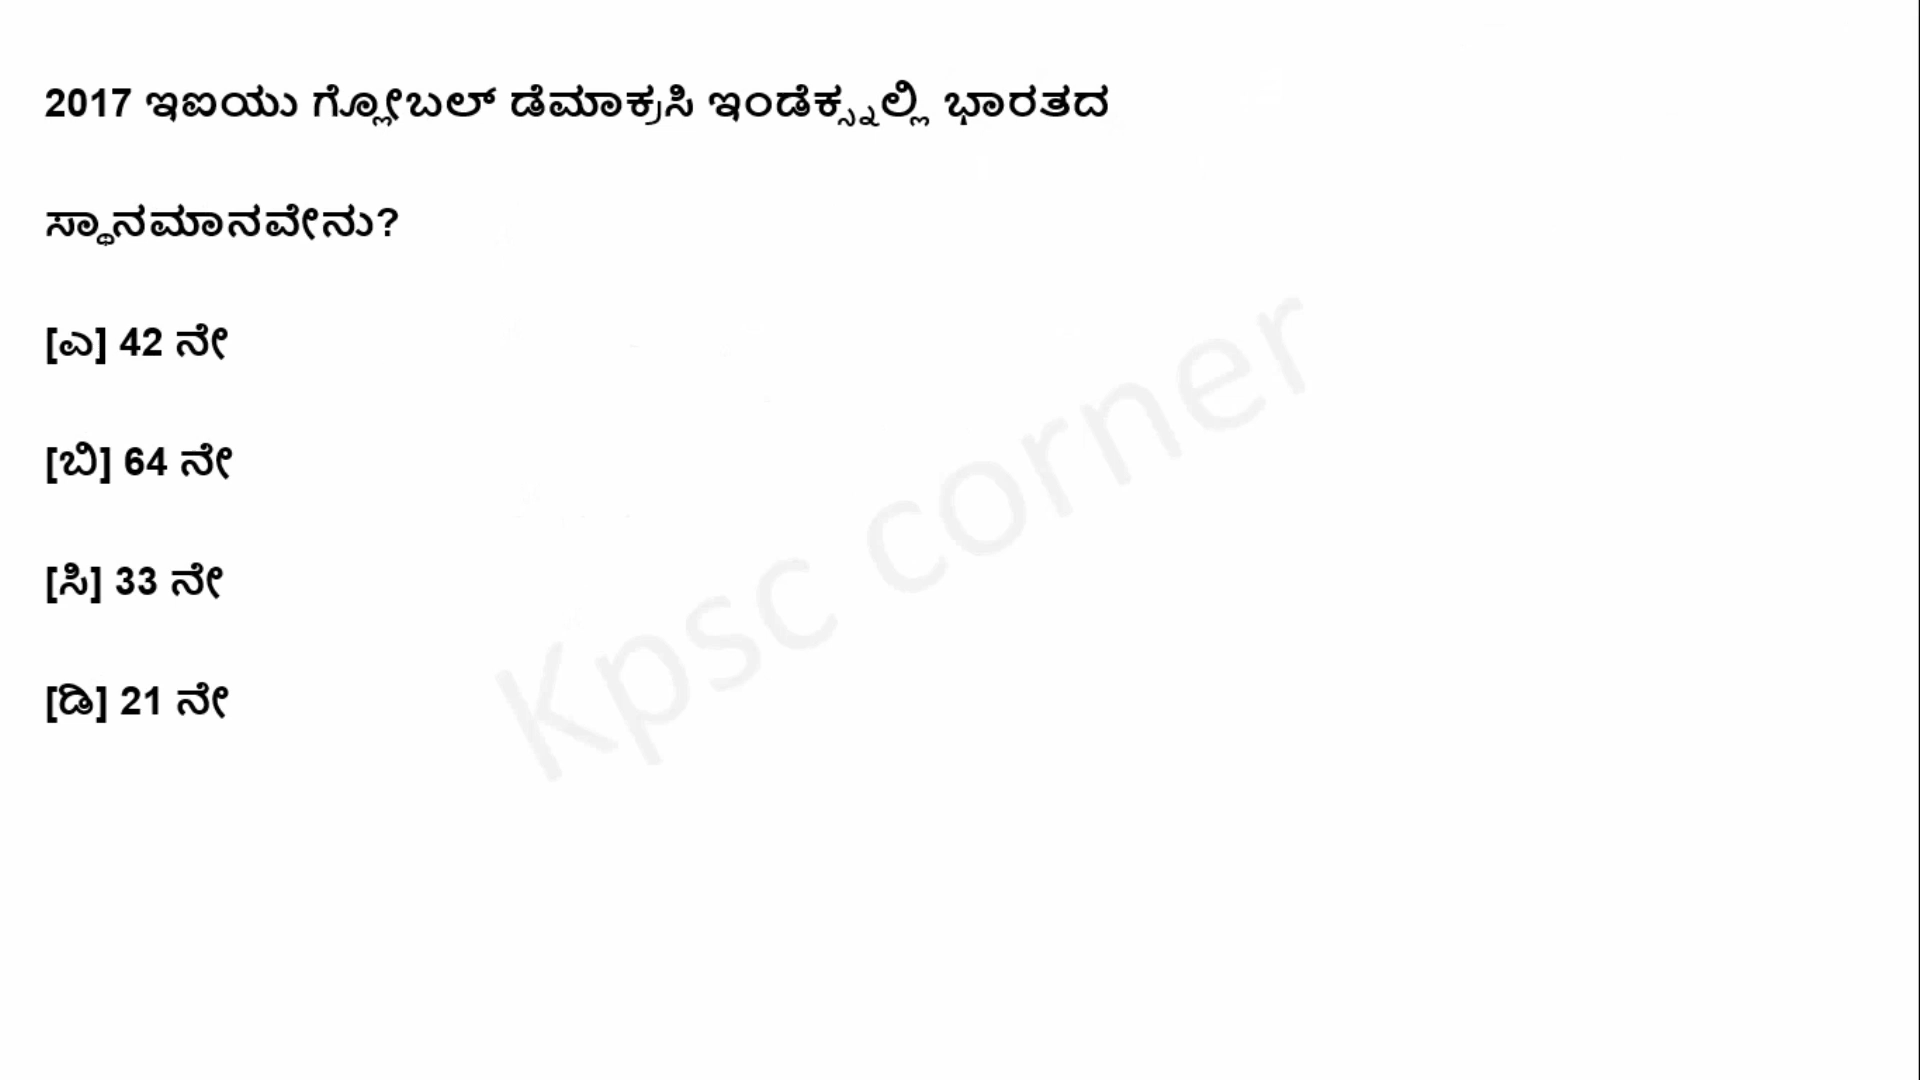 2017 ಇಐಯು ಗ್ಲೋಬಲ್ ಡೆಮಾಕ್ರಸಿ ಇಂಡೆಕ್ಸ್ನಲ್ಲಿ ಭಾರತದ
ಸ್ಥಾನಮಾನವೇನು?
[ಎ] 42 ನೇ
[ಬಿ] 64 ನೇ
[ಸಿ] 33 ನೇ
[ಡಿ] 21 ನೇ
Kpsc corner